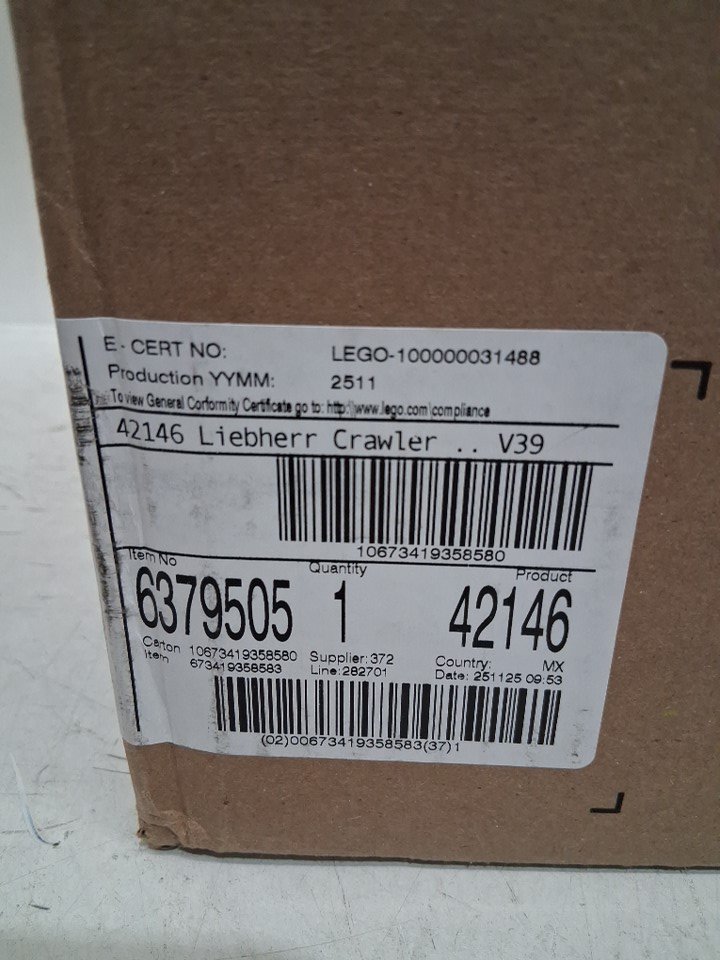 E - CERT NO: LEGO-100000031488
Production YYMM: 2511
To view General Conformity Certificate go to: http:\\www.lego.com\compliance
42146 Liebherr Crawler .. V39
10673419358580
Item No Quantity Product
6379505 1 42146
Carton 10673419358580 Supplier:372 Country: MX
Item 673419358583 Line:282701 Date: 251125 09:53
(02)00673419358583(37)1